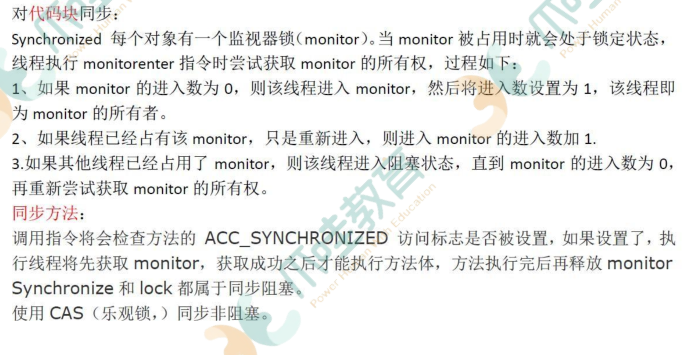 对代码块同步：
Synchronized 每个对象有一个监视器锁（monitor）。当 monitor 被占用时就会处于锁定状态，
线程执行 monitorenter 指令时尝试获取 monitor 的所有权，过程如下：
1、如果 monitor 的进入数为 0，则该线程进入 monitor，然后将进入数设置为 1，该线程即
为 monitor 的所有者。
2、如果线程已经占有该 monitor，只是重新进入，则进入 monitor 的进入数加 1.
3.如果其他线程已经占用了 monitor，则该线程进入阻塞状态，直到 monitor 的进入数为 0，
再重新尝试获取 monitor 的所有权。
同步方法：
调用指令将会检查方法的 ACC_SYNCHRONIZED 访问标志是否被设置，如果设置了，执
行线程将先获取 monitor，获取成功之后才能执行方法体，方法执行完后再释放 monitor
Synchronize 和 lock 都属于同步阻塞。
使用 CAS（乐观锁，）同步非阻塞。